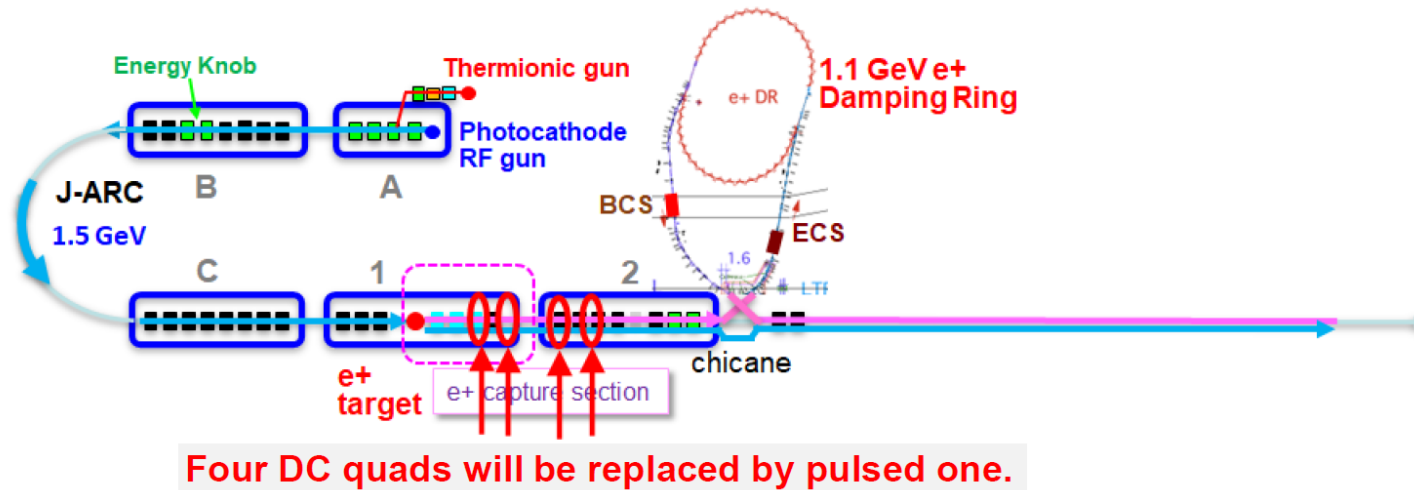 Energy Knob
Thermionic gun
1.1 GeV e+
Damping Ring
e+ DR
Photocathode
RF gun
B
A
J-ARC
1.5 GeV
BCS
ECS
C
1
2
1.6
chicane
e+
target
e+ capture section
Four DC quads will be replaced by pulsed one.